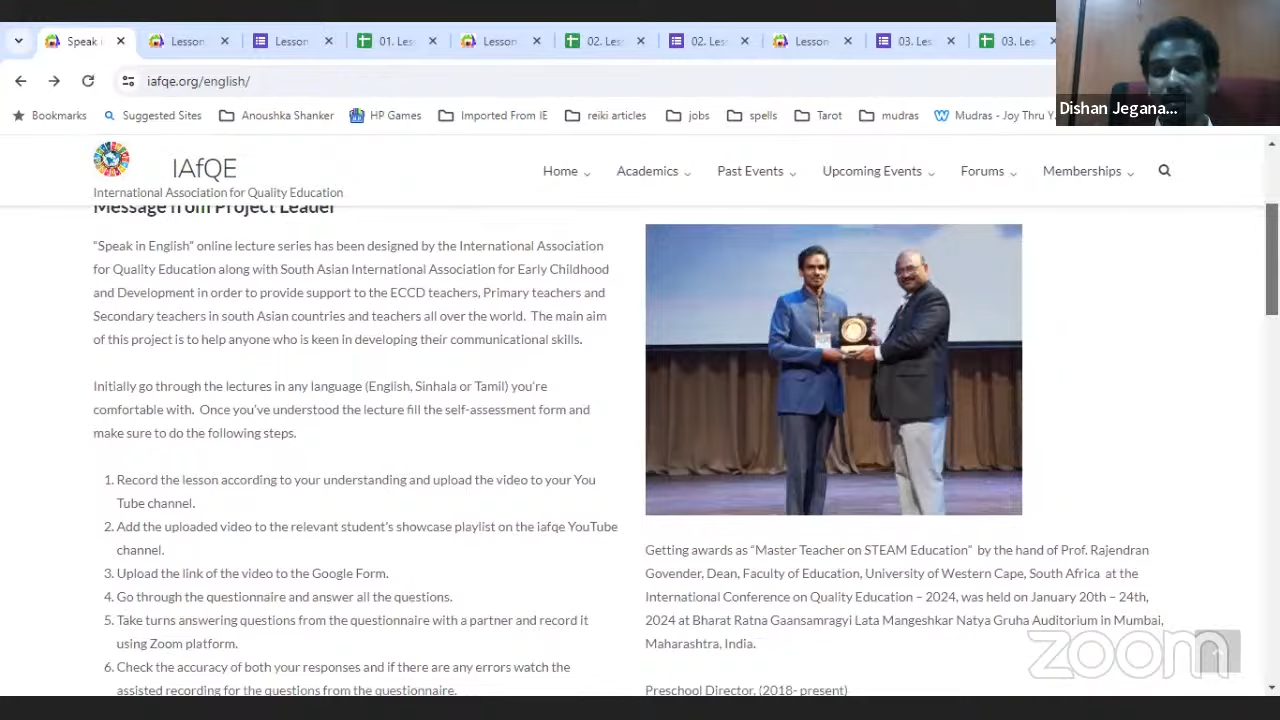 Speak i
Lesson
Lesson
01. Les
Lesson
02. Les
02. Les
Lesson
03. Les
03. Les
iafqe.org/english/
Bookmarks
Suggested Sites
Anoushka Shanker
HP Games
Imported From IE
reiki articles
jobs
spells
Tarot
mudras
Mudras - Joy Thru Y
Dishan Jegana...
IAfQE
International Association for Quality Education
Home
Academics
Past Events
Upcoming Events
Forums
Memberships
Message from Project Leader
“Speak in English” online lecture series has been designed by the International Association
for Quality Education along with South Asian International Association for Early Childhood
and Development in order to provide support to the ECCD teachers, Primary teachers and
Secondary teachers in south Asian countries and teachers all over the world. The main aim
of this project is to help anyone who is keen in developing their communicational skills.
Initially go through the lectures in any language (English, Sinhala or Tamil) you’re
comfortable with. Once you’ve understood the lecture fill the self-assessment form and
make sure to do the following steps.
1. Record the lesson according to your understanding and upload the video to your You
Tube channel.
2. Add the uploaded video to the relevant student's showcase playlist on the iafqe YouTube
channel.
3. Upload the link of the video to the Google Form.
4. Go through the questionnaire and answer all the questions.
5. Take turns answering questions from the questionnaire with a partner and record it
using Zoom platform.
6. Check the accuracy of both your responses and if there are any errors watch the
assisted recording for the questions from the questionnaire.
Getting awards as “Master Teacher on STEAM Education” by the hand of Prof. Rajendran
Govender, Dean, Faculty of Education, University of Western Cape, South Africa at the
International Conference on Quality Education – 2024, was held on January 20th – 24th,
2024 at Bharat Ratna Gaansamragyi Lata Mangeshkar Natya Gruha Auditorium in Mumbai,
Maharashtra, India.
Preschool Director, (2018- present)
zoom